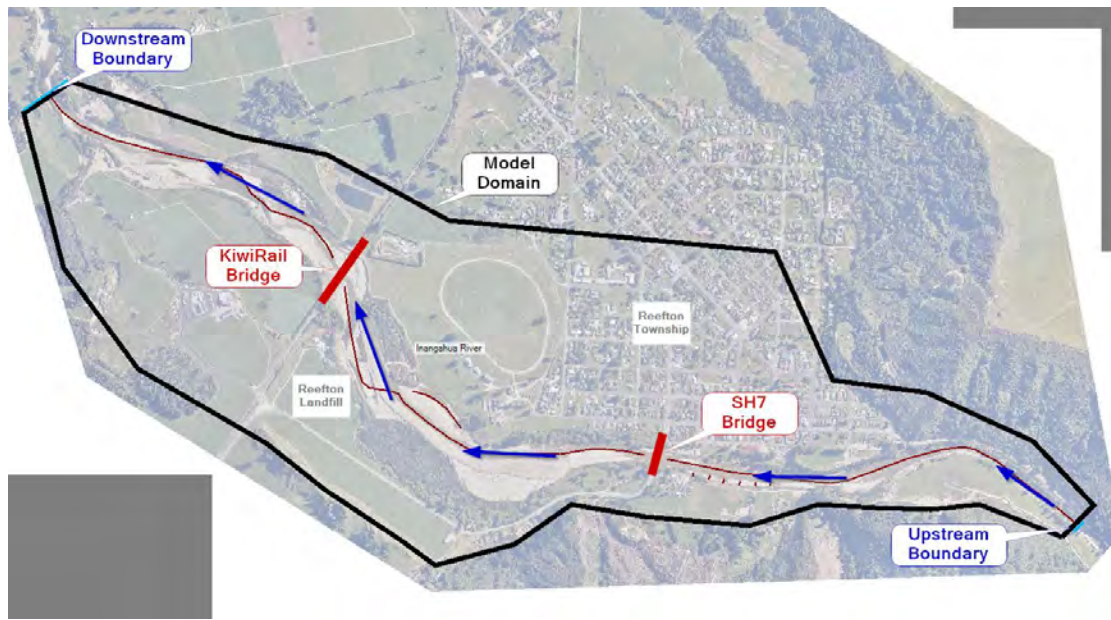 Downstream
Boundary
Model
Domain
KiwiRail
Bridge
Reefton
Township
Inangahua River
Reefton
Landfill
SH7
Bridge
Upstream
Boundary